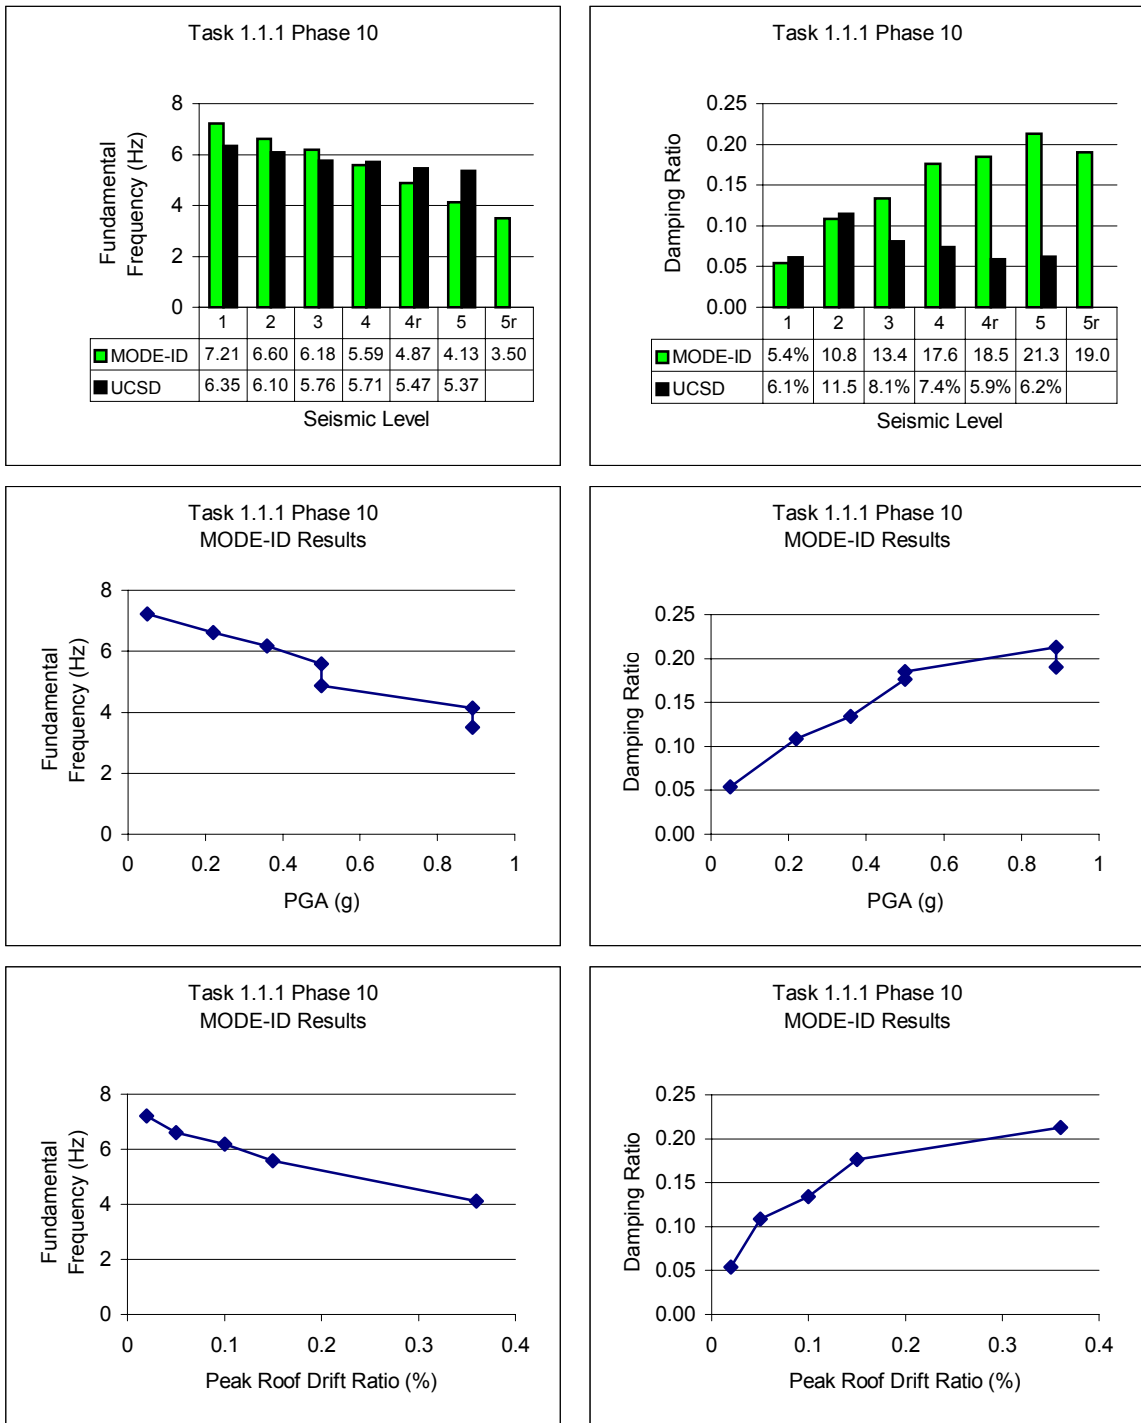 Task 1.1.1 Phase 10
Fundamental
Frequency (Hz)
8
6
4
2
0
1 2 3 4 4r 5 5r
MODE-ID 7.21 6.60 6.18 5.59 4.87 4.13 3.50
UCSD 6.35 6.10 5.76 5.71 5.47 5.37
Seismic Level
Task 1.1.1 Phase 10
Damping Ratio
0.25
0.20
0.15
0.10
0.05
0.00
1 2 3 4 4r 5 5r
MODE-ID 5.4% 10.8 13.4 17.6 18.5 21.3 19.0
UCSD 6.1% 11.5 8.1% 7.4% 5.9% 6.2%
Seismic Level
Task 1.1.1 Phase 10
MODE-ID Results
Fundamental
Frequency (Hz)
8
6
4
2
0
0 0.2 0.4 0.6 0.8 1
PGA (g)
Task 1.1.1 Phase 10
MODE-ID Results
Damping Ratio
0.25
0.20
0.15
0.10
0.05
0.00
0 0.2 0.4 0.6 0.8 1
PGA (g)
Task 1.1.1 Phase 10
MODE-ID Results
Fundamental
Frequency (Hz)
8
6
4
2
0
0 0.1 0.2 0.3 0.4
Peak Roof Drift Ratio (%)
Task 1.1.1 Phase 10
MODE-ID Results
Damping Ratio
0.25
0.20
0.15
0.10
0.05
0.00
0 0.1 0.2 0.3 0.4
Peak Roof Drift Ratio (%)